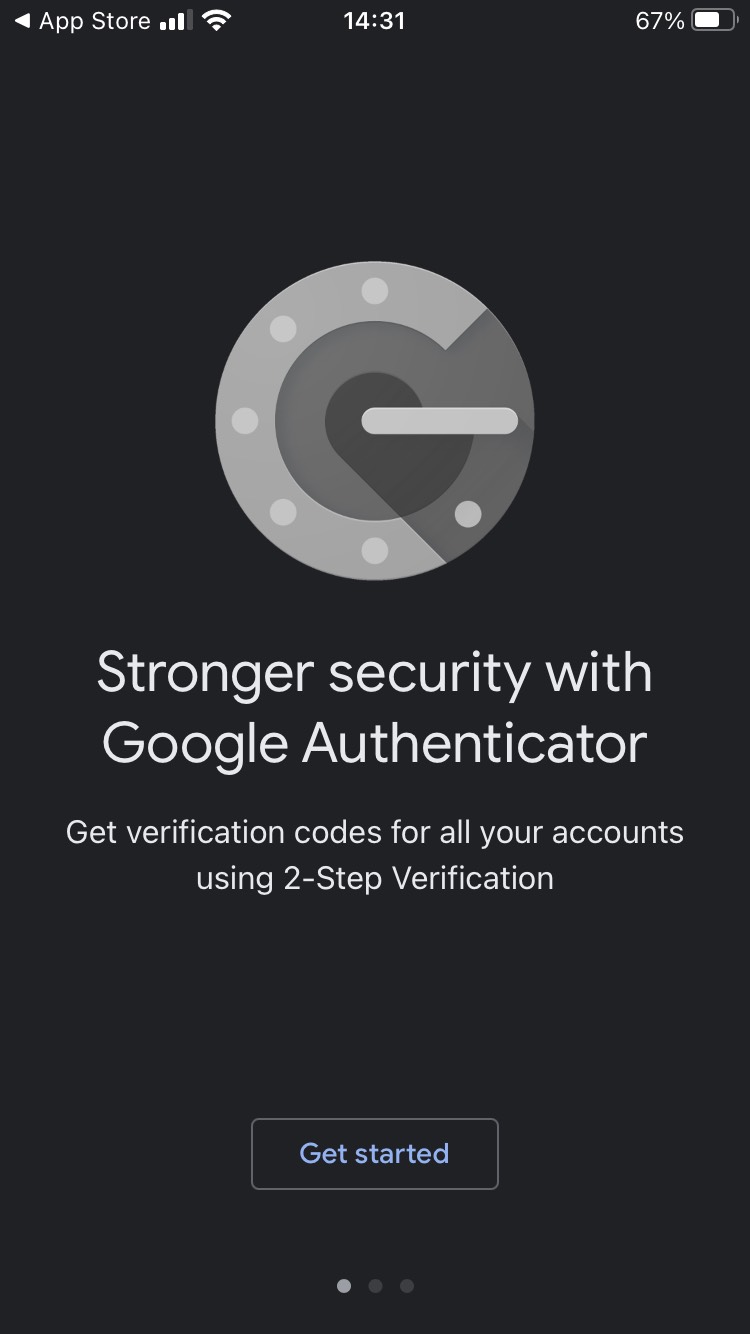 ◀ App Store 14:31 67%
Stronger security with
Google Authenticator
Get verification codes for all your accounts
using 2-Step Verification
Get started